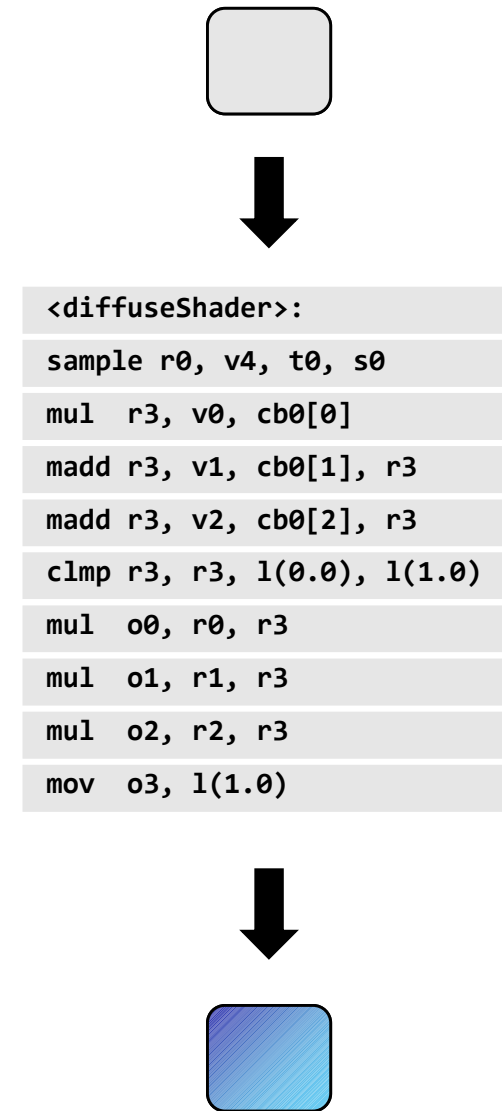 <diffuseShader>:
sample r0, v4, t0, s0
mul  r3, v0, cb0[0]
madd r3, v1, cb0[1], r3
madd r3, v2, cb0[2], r3
clmp r3, r3, l(0.0), l(1.0)
mul  o0, r0, r3
mul  o1, r1, r3
mul  o2, r2, r3
mov  o3, l(1.0)